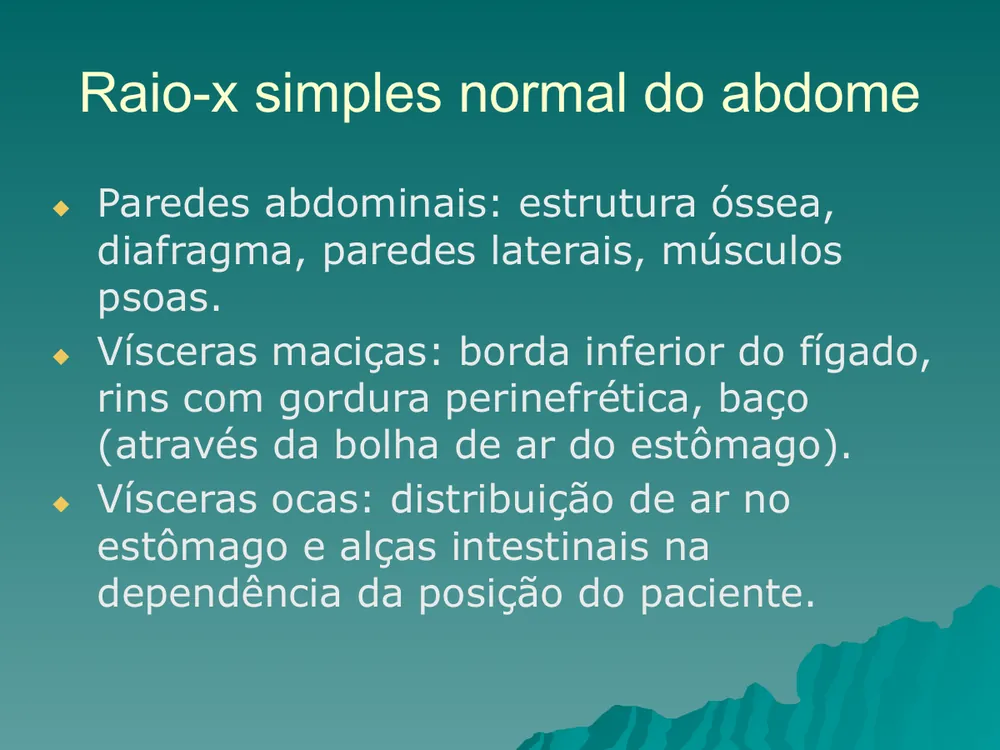 Raio-x simples normal do abdome
Paredes abdominais: estrutura óssea,
diafragma, paredes laterais, músculos
psoas.
Vísceras maciças: borda inferior do fígado,
rins com gordura perinefrética, baço
(através da bolha de ar do estômago).
Vísceras ocas: distribuição de ar no
estômago e alças intestinais na
dependência da posição do paciente.